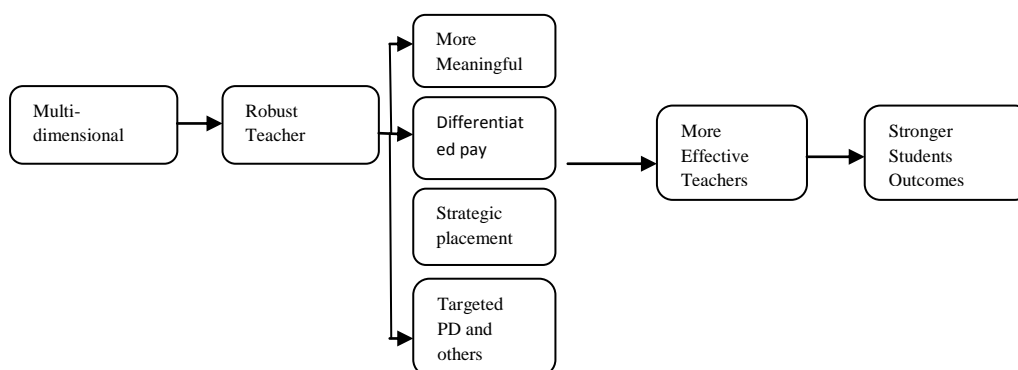 Multi-
dimensional
Robust
Teacher
More
Meaningful
Differentiat
ed pay
Strategic
placement
Targeted
PD and
others
More
Effective
Teachers
Stronger
Students
Outcomes